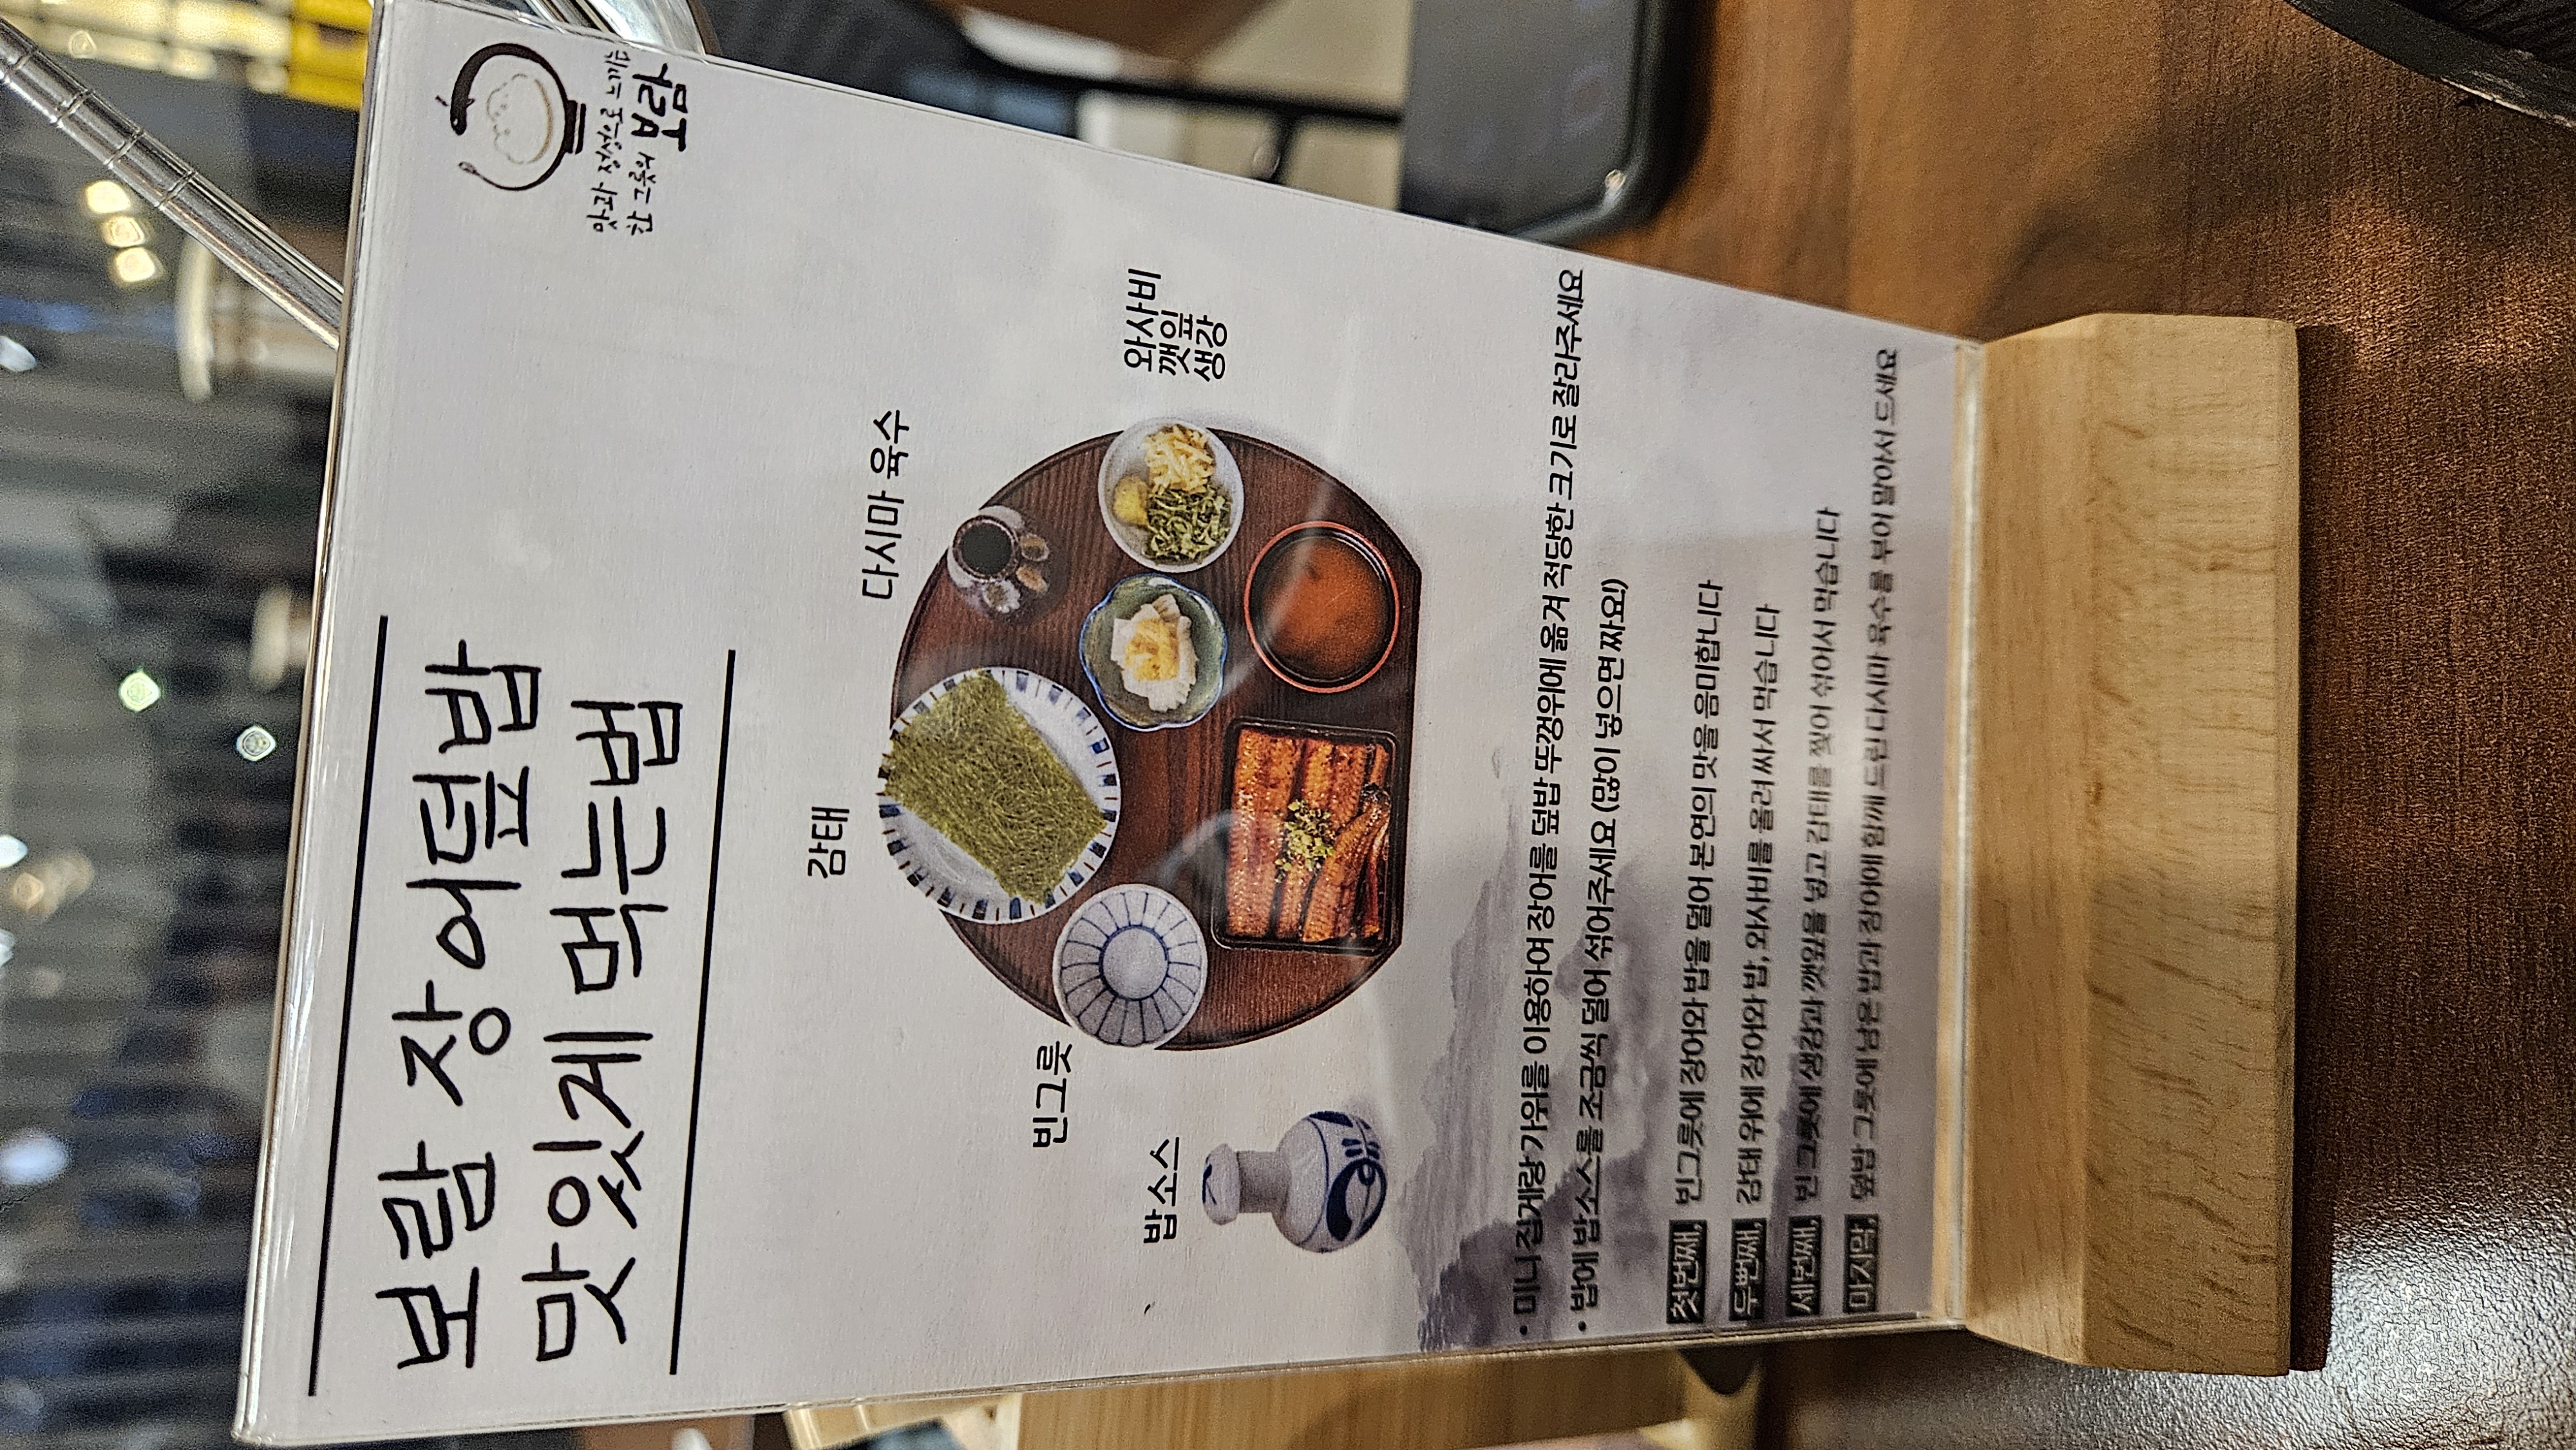 맛과 정성으로 느끼는
한 그릇의 보람
보람 장어덮밥
맛있게 먹는법
감태
다시마 육수
와사비
깻잎
생강
빈그릇
밥소스
· 미니 집게랑 가위를 이용하여 장어를 덮밥 뚜껑위에 옮겨 적당한 크기로 잘라주세요
· 밥에 밥소스를 조금씩 덜어 섞어주세요 (많이 넣으면 짜요!)
첫번째, 빈그릇에 장어와 밥을 덜어 본연의 맛을 음미합니다
두번째, 감태 위에 장어와 밥, 와사비를 올려 싸서 먹습니다
세번째, 빈 그릇에 생강과 깻잎을 넣고 감태를 찢어 섞어서 먹습니다
마지막, 덮밥 그릇에 남은 밥과 장어에 함께 드린 다시마 육수를 부어 말아서 드세요